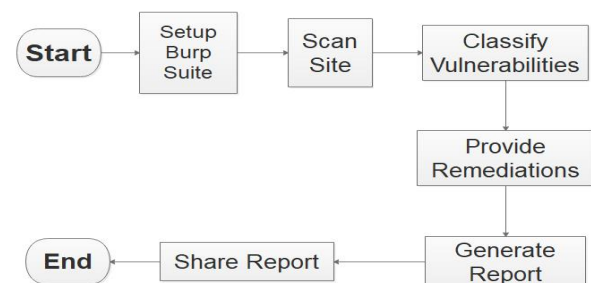 Start
Setup
Burp
Suite
Scan
Site
Classify
Vulnerabilities
Provide
Remediations
Generate
Report
Share Report
End